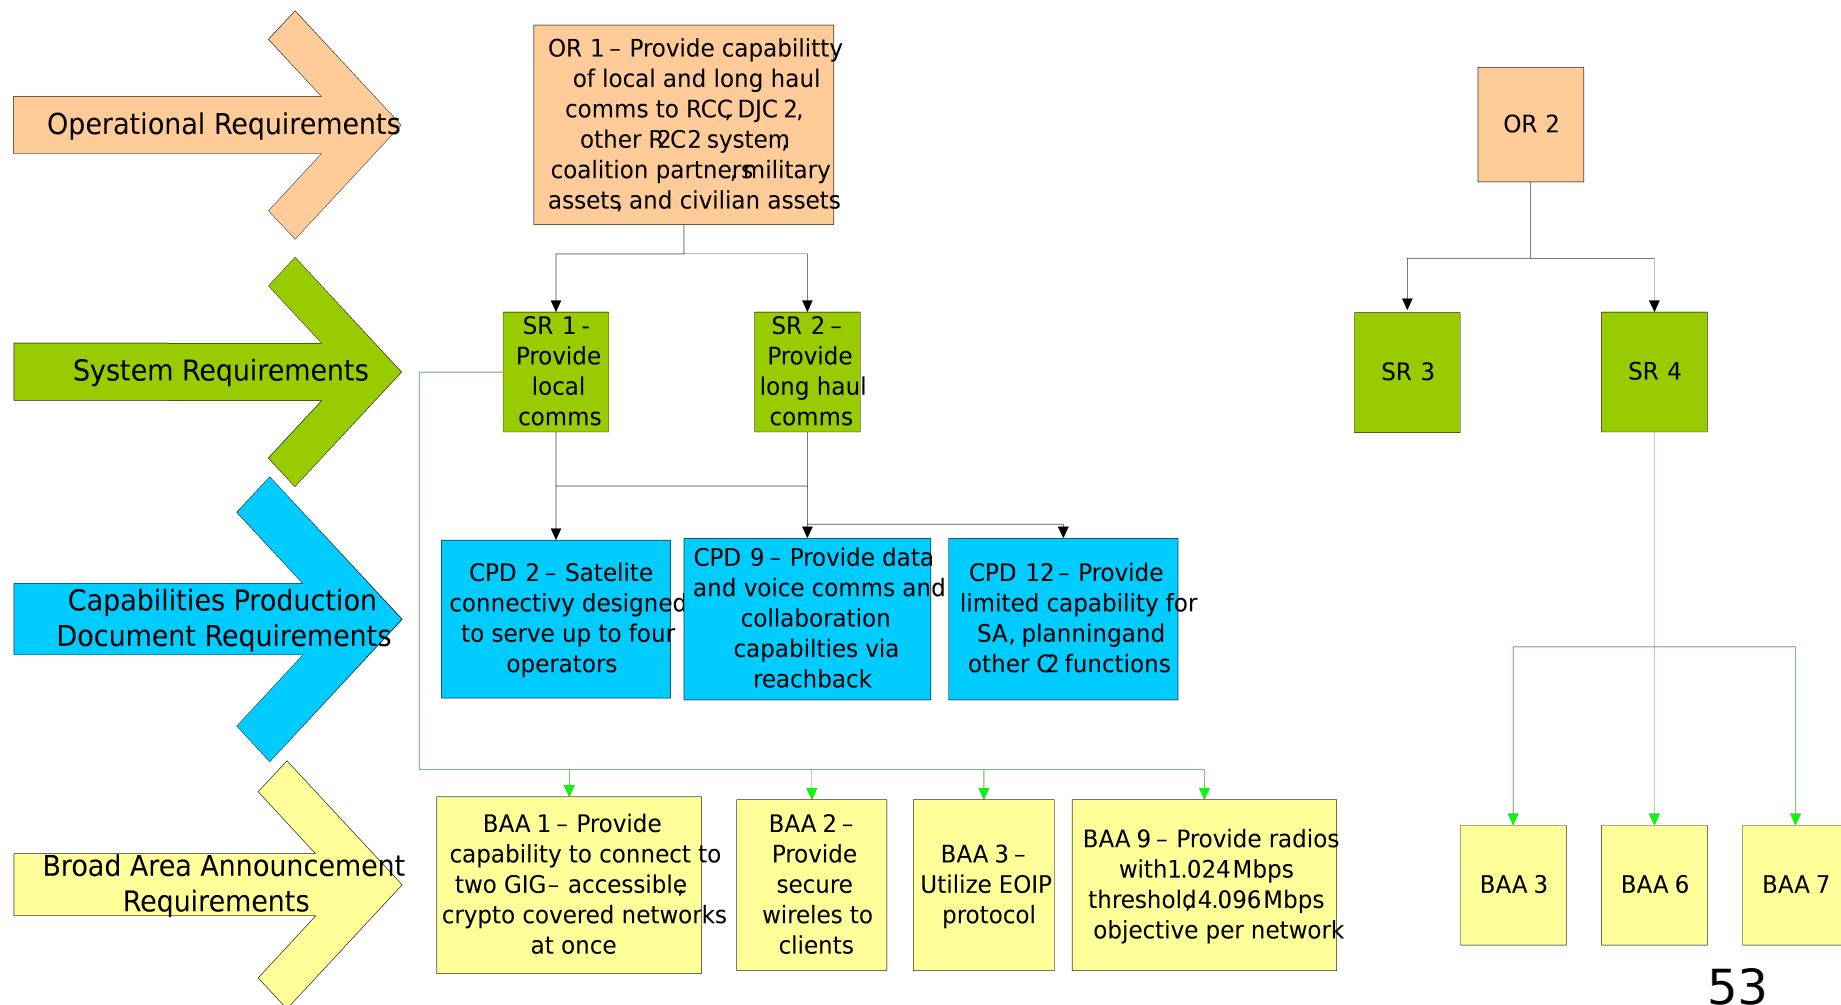 Operational Requirements
OR 1 – Provide capabilitty
of local and long haul
comms to RCC, DJC 2,
other R2C2 system,
coalition partners, military
assets, and civilian assets
OR 2
System Requirements
SR 1 -
Provide
local
comms
SR 2 –
Provide
long haul
comms
SR 3
SR 4
Capabilities Production
Document Requirements
CPD 2 – Satelite
connectivy designed
to serve up to four
operators
CPD 9 – Provide data
and voice comms and
collaboration
capabilties via
reachback
CPD 12 – Provide
limited capability for
SA, planningand
other C2 functions
Broad Area Announcement
Requirements
BAA 1 – Provide
capability to connect to
two GIG – accessible,
crypto covered networks
at once
BAA 2 –
Provide
secure
wireles to
clients
BAA 3 –
Utilize EOIP
protocol
BAA 9 – Provide radios
with 1.024 Mbps
threshold, 4.096 Mbps
objective per network
BAA 3
BAA 6
BAA 7
53